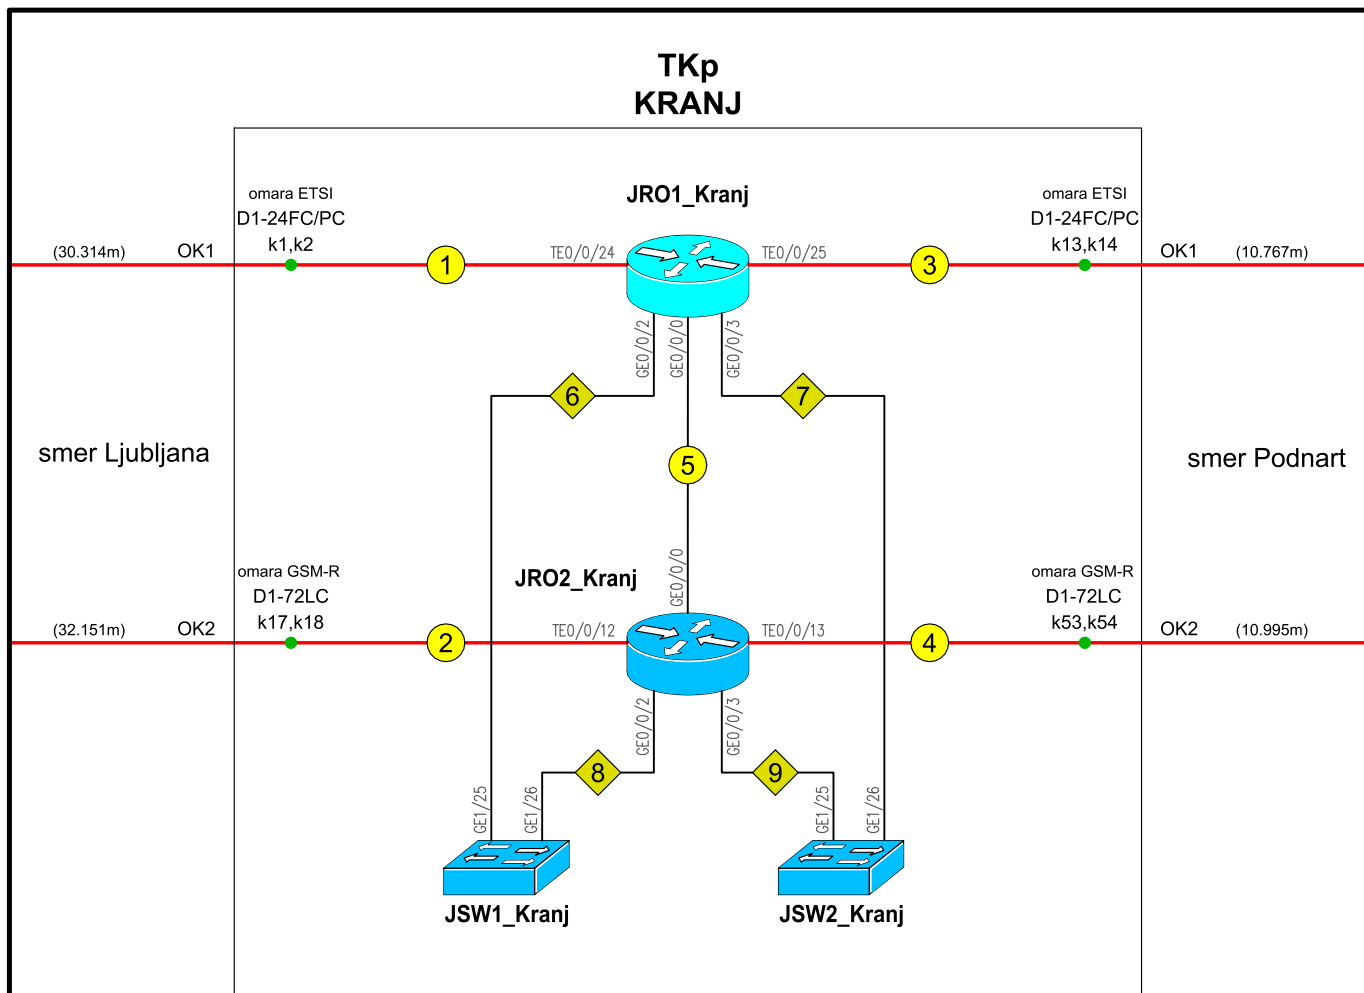 TKp
KRANJ
omara ETSI
D1-24FC/PC
k1,k2
(30.314m)
OK1
1
TE0/0/24
JRO1_Kranj
TE0/0/25
3
omara ETSI
D1-24FC/PC
k13,k14
OK1
(10.767m)
GE0/0/2
GE0/0/0
GE0/0/3
6
7
smer Ljubljana
5
smer Podnart
omara GSM-R
D1-72LC
k17,k18
(32.151m)
OK2
2
TE0/0/12
JRO2_Kranj
GE0/0/0
TE0/0/13
4
omara GSM-R
D1-72LC
k53,k54
OK2
(10.995m)
GE0/0/2
GE0/0/3
8
9
GE1/25
GE1/26
GE1/25
GE1/26
JSW1_Kranj
JSW2_Kranj